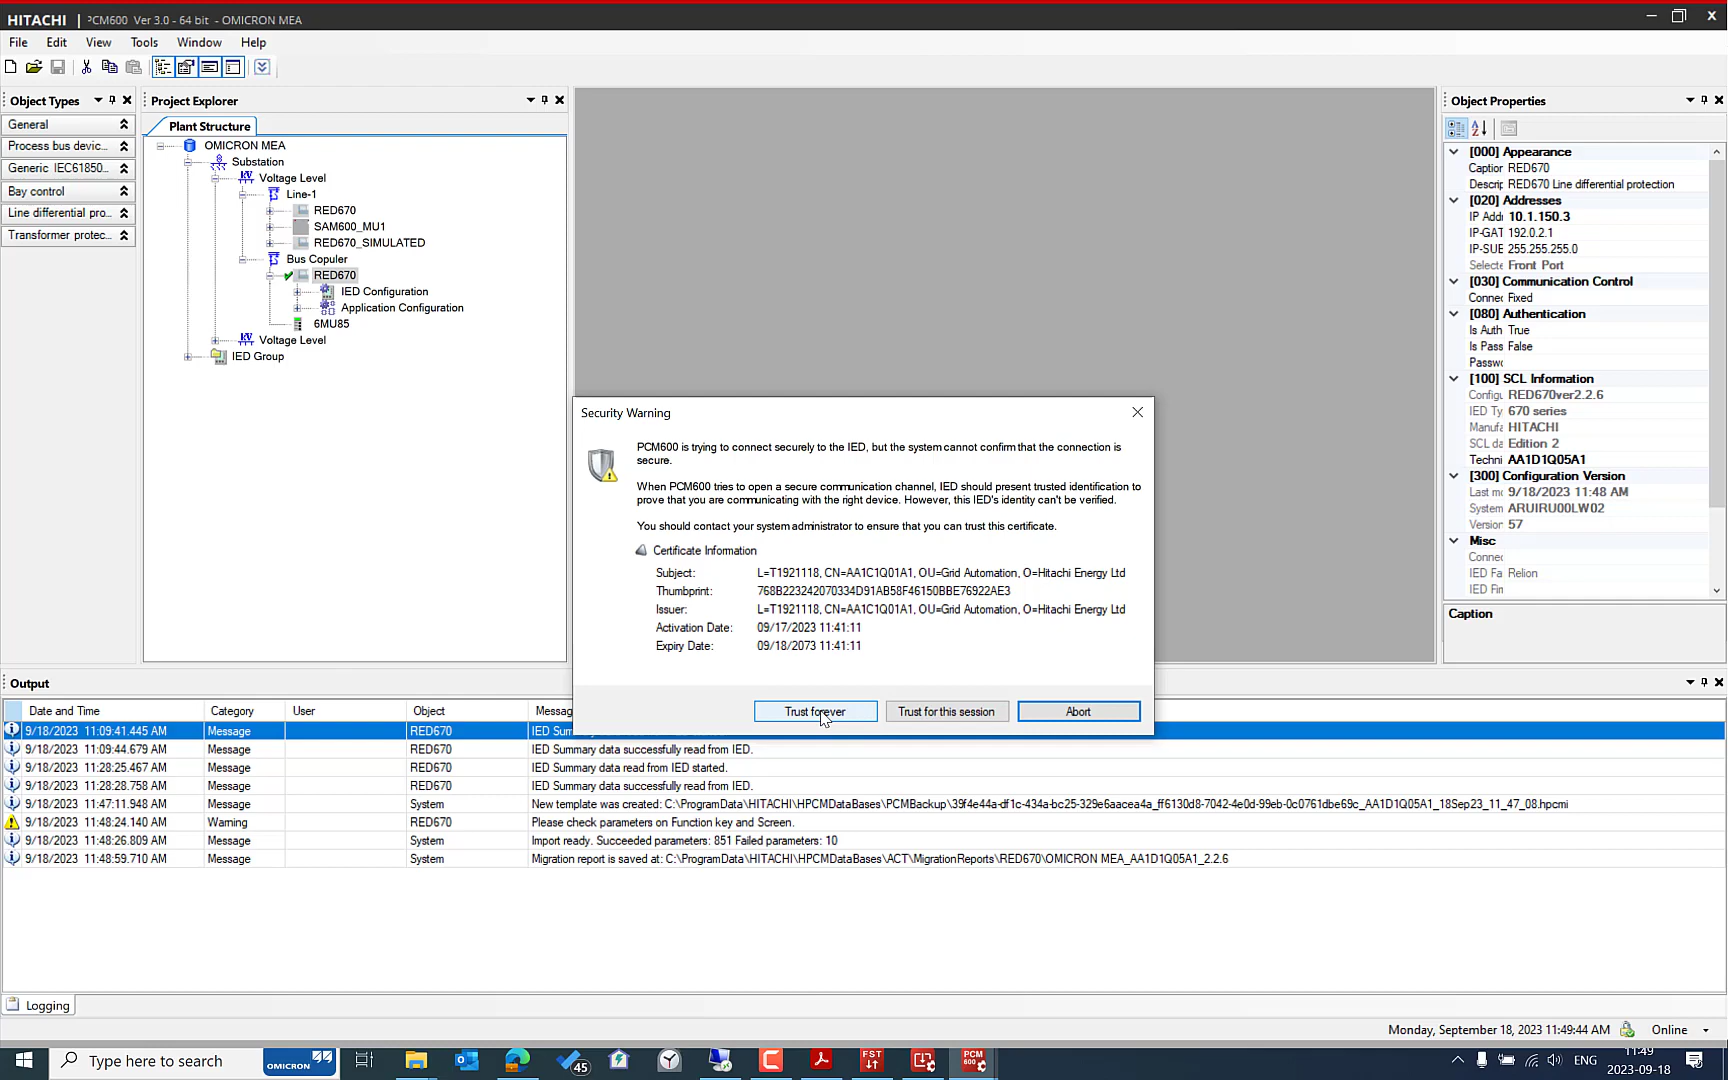 HITACHI | PCM600 Ver 3.0 - 64 bit - OMICRON MEA
File Edit View Tools Window Help
Object Types
General
Process bus devic...
Generic IEC61850...
Bay control
Line differential pro...
Transformer protec...
Project Explorer
Plant Structure
OMICRON MEA
Substation
Voltage Level
Line-1
RED670
SAM600_MU1
RED670_SIMULATED
Bus Copuler
RED670
IED Configuration
Application Configuration
6MU85
Voltage Level
IED Group
Object Properties
[000] Appearance
Caption RED670
Descrip RED670 Line differential protection
[020] Addresses
IP Addr 10.1.150.3
IP-GAT 192.0.2.1
IP-SUE 255.255.255.0
Selecte Front Port
[030] Communication Control
Connec Fixed
[080] Authentication
Is Auth True
Is Pass False
Passwo
[100] SCL Information
Configu RED670ver2.2.6
IED Ty 670 series
Manufa HITACHI
SCL da Edition 2
Techni AA1D1Q05A1
[300] Configuration Version
Last mo 9/18/2023 11:48 AM
System ARUIRU00LW02
Version 57
Misc
Connec
IED Fa Relion
IED Fin
Caption
Security Warning
PCM600 is trying to connect securely to the IED, but the system cannot confirm that the connection is
secure.
When PCM600 tries to open a secure communication channel, IED should present trusted identification to
prove that you are communicating with the right device. However, this IED's identity can't be verified.
You should contact your system administrator to ensure that you can trust this certificate.
Certificate Information
Subject: L=T1921118, CN=AA1C1Q01A1, OU=Grid Automation, O=Hitachi Energy Ltd
Thumbprint: 768B223242070334D91AB58F46150BBE76922AE3
Issuer: L=T1921118, CN=AA1C1Q01A1, OU=Grid Automation, O=Hitachi Energy Ltd
Activation Date: 09/17/2023 11:41:11
Expiry Date: 09/18/2073 11:41:11
Trust forever Trust for this session Abort
Output
Date and Time Category User Object Messag
9/18/2023 11:09:41.445 AM Message RED670 IED Sum
9/18/2023 11:09:44.679 AM Message RED670 IED Summary data successfully read from IED.
9/18/2023 11:28:25.467 AM Message RED670 IED Summary data read from IED started.
9/18/2023 11:28:28.758 AM Message RED670 IED Summary data successfully read from IED.
9/18/2023 11:47:11.948 AM Message System New template was created: C:\ProgramData\HITACHI\HPCMDataBases\PCMBackup\39f4e44a-df1c-434a-bc25-329e6aacea4a_ff6130d8-7042-4e0d-99eb-0c0761dbe69c_AA1D1Q05A1_18Sep23_11_47_08.hpcmi
9/18/2023 11:48:24.140 AM Warning RED670 Please check parameters on Function key and Screen.
9/18/2023 11:48:26.809 AM Message System Import ready. Succeeded parameters: 851 Failed parameters: 10
9/18/2023 11:48:59.710 AM Message System Migration report is saved at: C:\ProgramData\HITACHI\HPCMDataBases\ACT\MigrationReports\RED670\OMICRON MEA_AA1D1Q05A1_2.2.6
Logging
Monday, September 18, 2023 11:49:44 AM Online
Type here to search OMICRON 45 FST PCM 600 ENG 11:49
2023-09-18